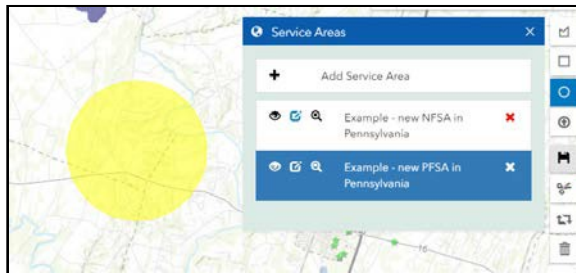 Service Areas
Add Service Area
Example - new NFSA in
Pennsylvania
Example - new PFSA in
Pennsylvania